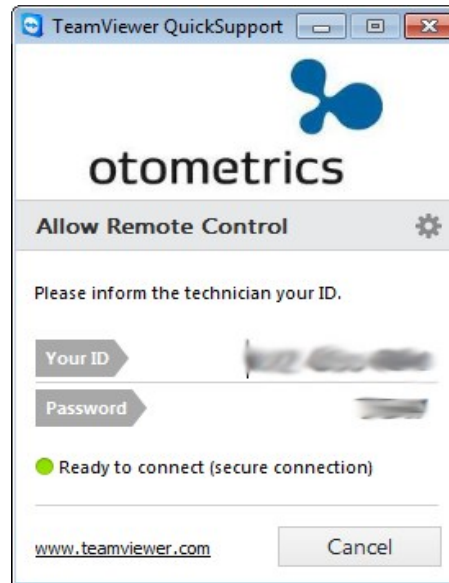 TeamViewer QuickSupport
otometrics
Allow Remote Control
Please inform the technician your ID.
Your ID
Password
Ready to connect (secure connection)
www.teamviewer.com Cancel